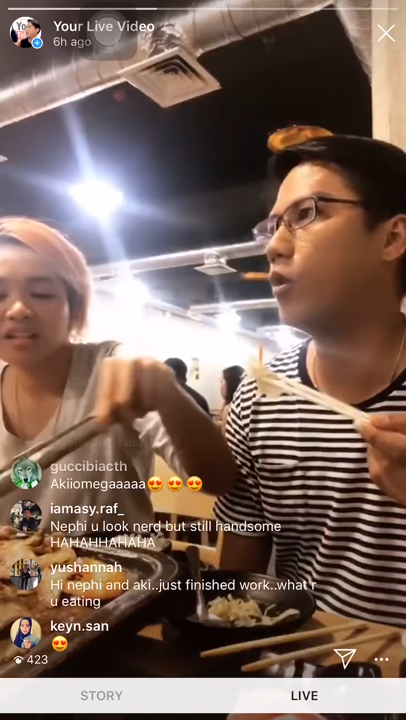 Your Live Video
6h ago
guccibiacth
Akiiomegaaaaa😍😍😍
iamasy.raf_
Nephi u look nerd but still handsome
HAHAHHAHAHA
yushannah
Hi nephi and aki..just finished work..what r
u eating
keyn.san
😍
423
STORY
LIVE